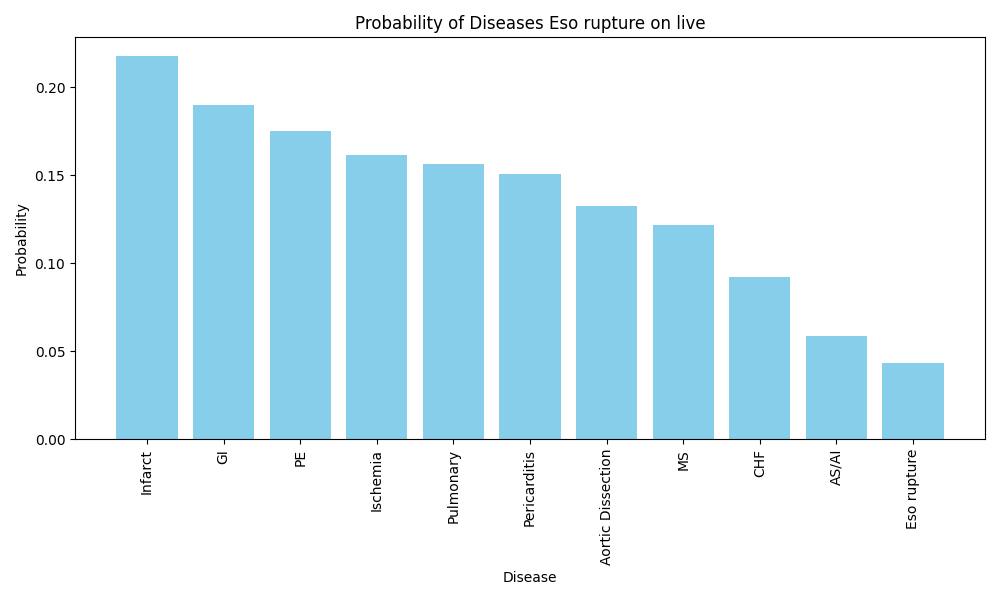 Probability of Diseases Eso rupture on live
Probability
0.20
0.15
0.10
0.05
0.00
Infarct
GI
PE
Ischemia
Pulmonary
Pericarditis
Aortic Dissection
MS
CHF
AS/AI
Eso rupture
Disease